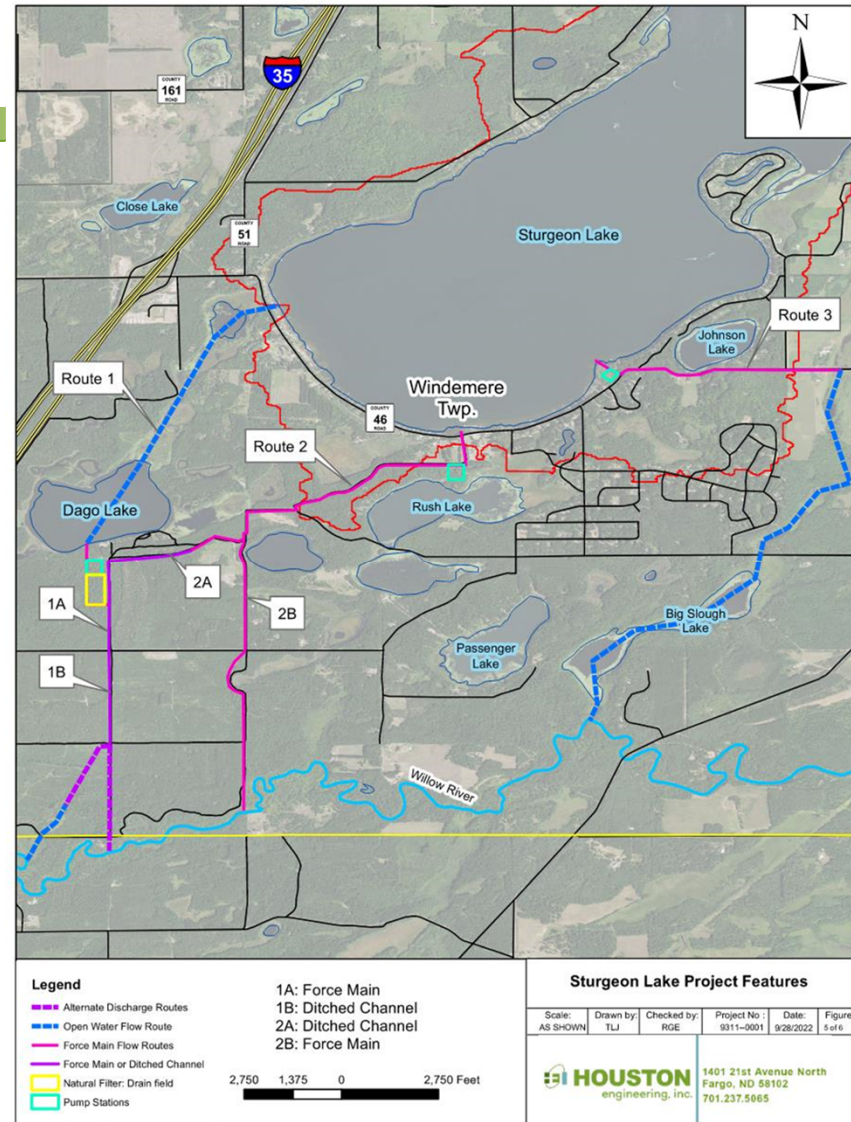 N
35
COUNTY
161
ROAD
Close Lake
COUNTY
51
ROAD
Sturgeon Lake
Route 3
Johnson
Lake
Route 1
Windemere
Twp.
COUNTY
46
ROAD
Route 2
Dago Lake
Rush Lake
2A
1A
2B
Big Slough
Lake
Passenger
Lake
1B
Willow River
Legend
Alternate Discharge Routes
Open Water Flow Route
Force Main Flow Routes
Force Main or Ditched Channel
Natural Filter: Drain field
Pump Stations
1A: Force Main
1B: Ditched Channel
2A: Ditched Channel
2B: Force Main
2,750 1,375 0 2,750 Feet
Sturgeon Lake Project Features
Scale: Drawn by: Checked by: Project No : Date: Figure
AS SHOWN TLJ RGE 9311-0001 9/28/2022 5 of 6
HOUSTON
engineering, inc.
1401 21st Avenue North
Fargo, ND 58102
701.237.5065